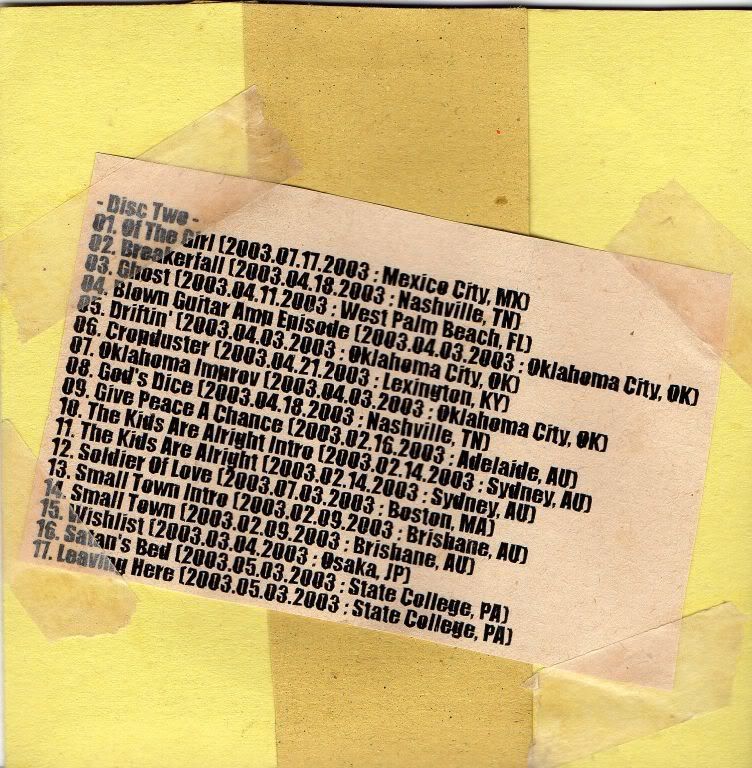 - Disc Two -
01. Of The Girl (2003.07.17.2003 : Mexico City, MX)
02. Breakerfall (2003.04.18.2003 : Nashville, TN)
03. Ghost (2003.04.11.2003 : West Palm Beach, FL)
04. Blown Guitar Amp Episode (2003.04.03.2003 : Oklahoma City, OK)
05. Driftin' (2003.04.03.2003 : Oklahoma City, OK)
06. Cropduster (2003.04.21.2003 : Lexington, KY)
07. Oklahoma Improv (2003.04.03.2003 : Oklahoma City, OK)
08. God's Dice (2003.04.18.2003 : Nashville, TN)
09. Give Peace A Chance (2003.02.16.2003 : Adelaide, AU)
10. The Kids Are Alright Intro (2003.02.14.2003 : Sydney, AU)
11. The Kids Are Alright (2003.02.14.2003 : Sydney, AU)
12. Soldier Of Love (2003.07.03.2003 : Boston, MA)
13. Small Town Intro (2003.02.09.2003 : Brisbane, AU)
14. Small Town (2003.02.09.2003 : Brisbane, AU)
15. Wishlist (2003.03.04.2003 : Osaka, JP)
16. Satan's Bed (2003.05.03.2003 : State College, PA)
17. Leaving Here (2003.05.03.2003 : State College, PA)